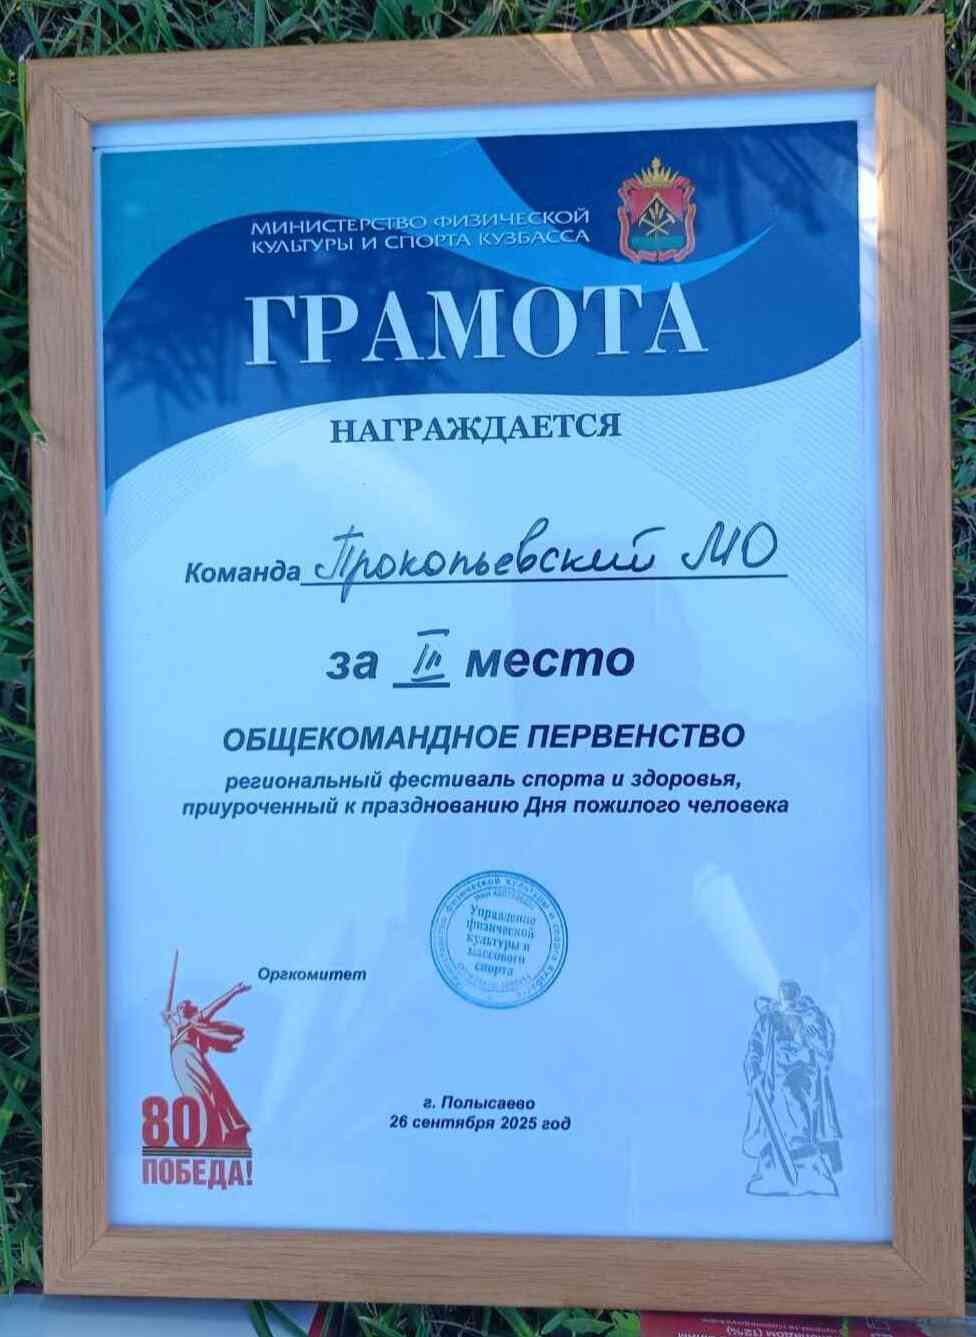 МИНИСТЕРСТВО ФИЗИЧЕСКОЙ
КУЛЬТУРЫ И СПОРТА КУЗБАССА
ГРАМОТА
НАГРАЖДАЕТСЯ
Команда Прокопьевский МО
за III место
ОБЩЕКОМАНДНОЕ ПЕРВЕНСТВО
региональный фестиваль спорта и здоровья,
приуроченный к празднованию Дня пожилого человека
Управление
физической
культуры и
массового
спорта
Оргкомитет
80
ПОБЕДА!
г. Полысаево
26 сентября 2025 год